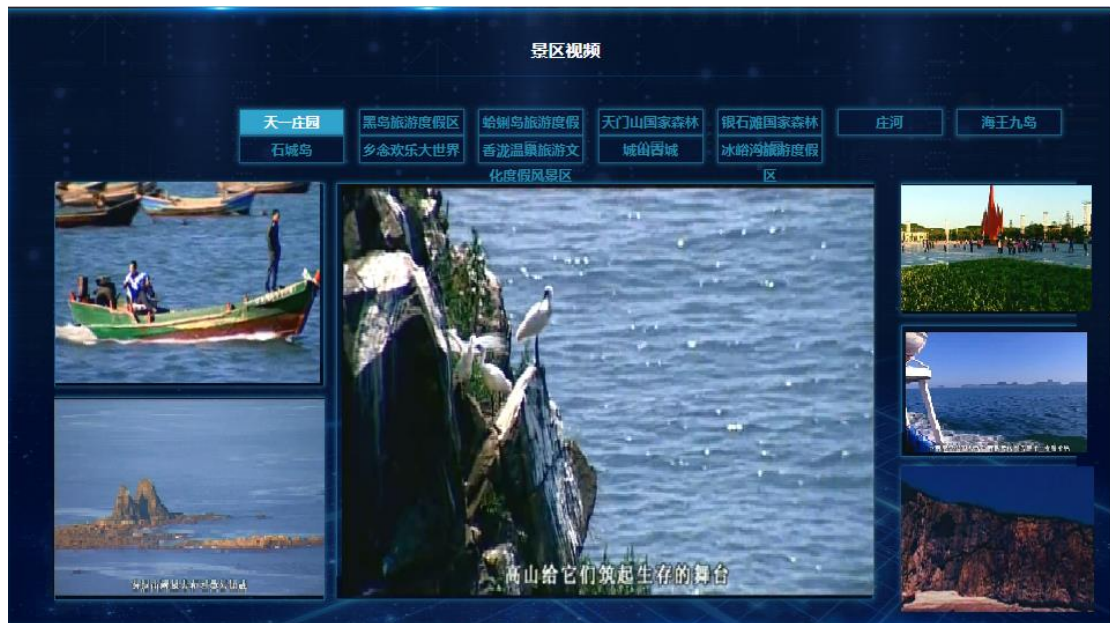 景区视频
天一庄园
黑岛旅游度假区
蛤蜊岛旅游度假
天门山国家森林
银石滩国家森林
庄河
海王九岛
石城岛
乡念欢乐大世界
香泷温泉旅游文
化度假风景区
城山古城
冰峪沟旅游度假
区
高山给它们筑起生存的舞台